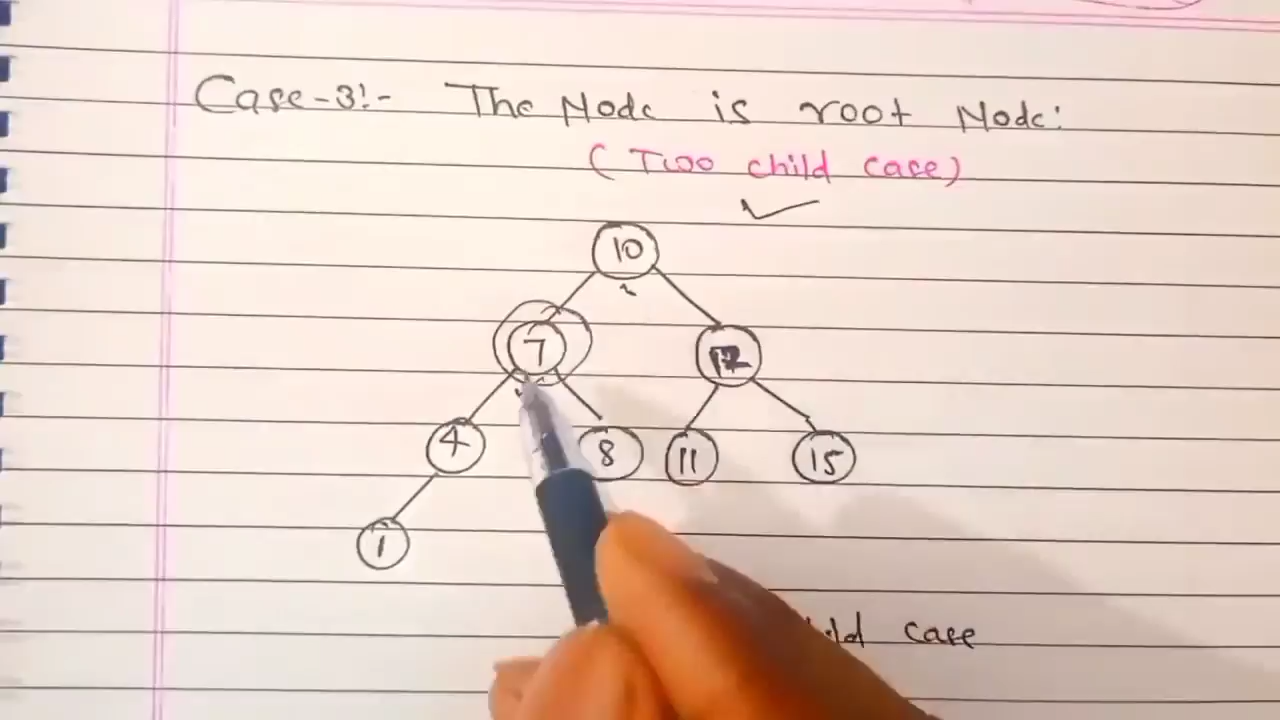 Case-3:- The Node is root Node:
(Two child case)
10
7 12
4 8 11 15
1
case